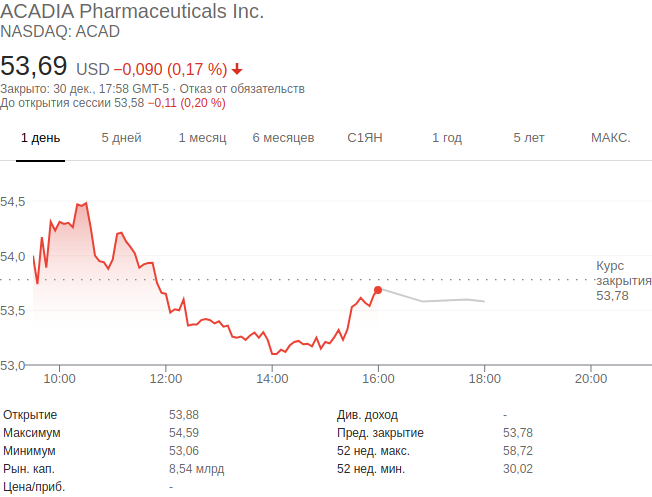 ACADIA Pharmaceuticals Inc.
NASDAQ: ACAD
53,69 USD −0,090 (0,17 %)
Закрыто: 30 дек., 17:58 GMT-5 · Отказ от обязательств
До открытия сессии 53,58 −0,11 (0,20 %)
1 день 5 дней 1 месяц 6 месяцев С1ЯН 1 год 5 лет МАКС.
54,5
54,0
Курс
закрытия
53,78
53,5
53,0
10:00 12:00 14:00 16:00 18:00 20:00
Открытие 53,88 Див. доход -
Максимум 54,59 Пред. закрытие 53,78
Минимум 53,06 52 нед. макс. 58,72
Рын. кап. 8,54 млрд 52 нед. мин. 30,02
Цена/приб. -